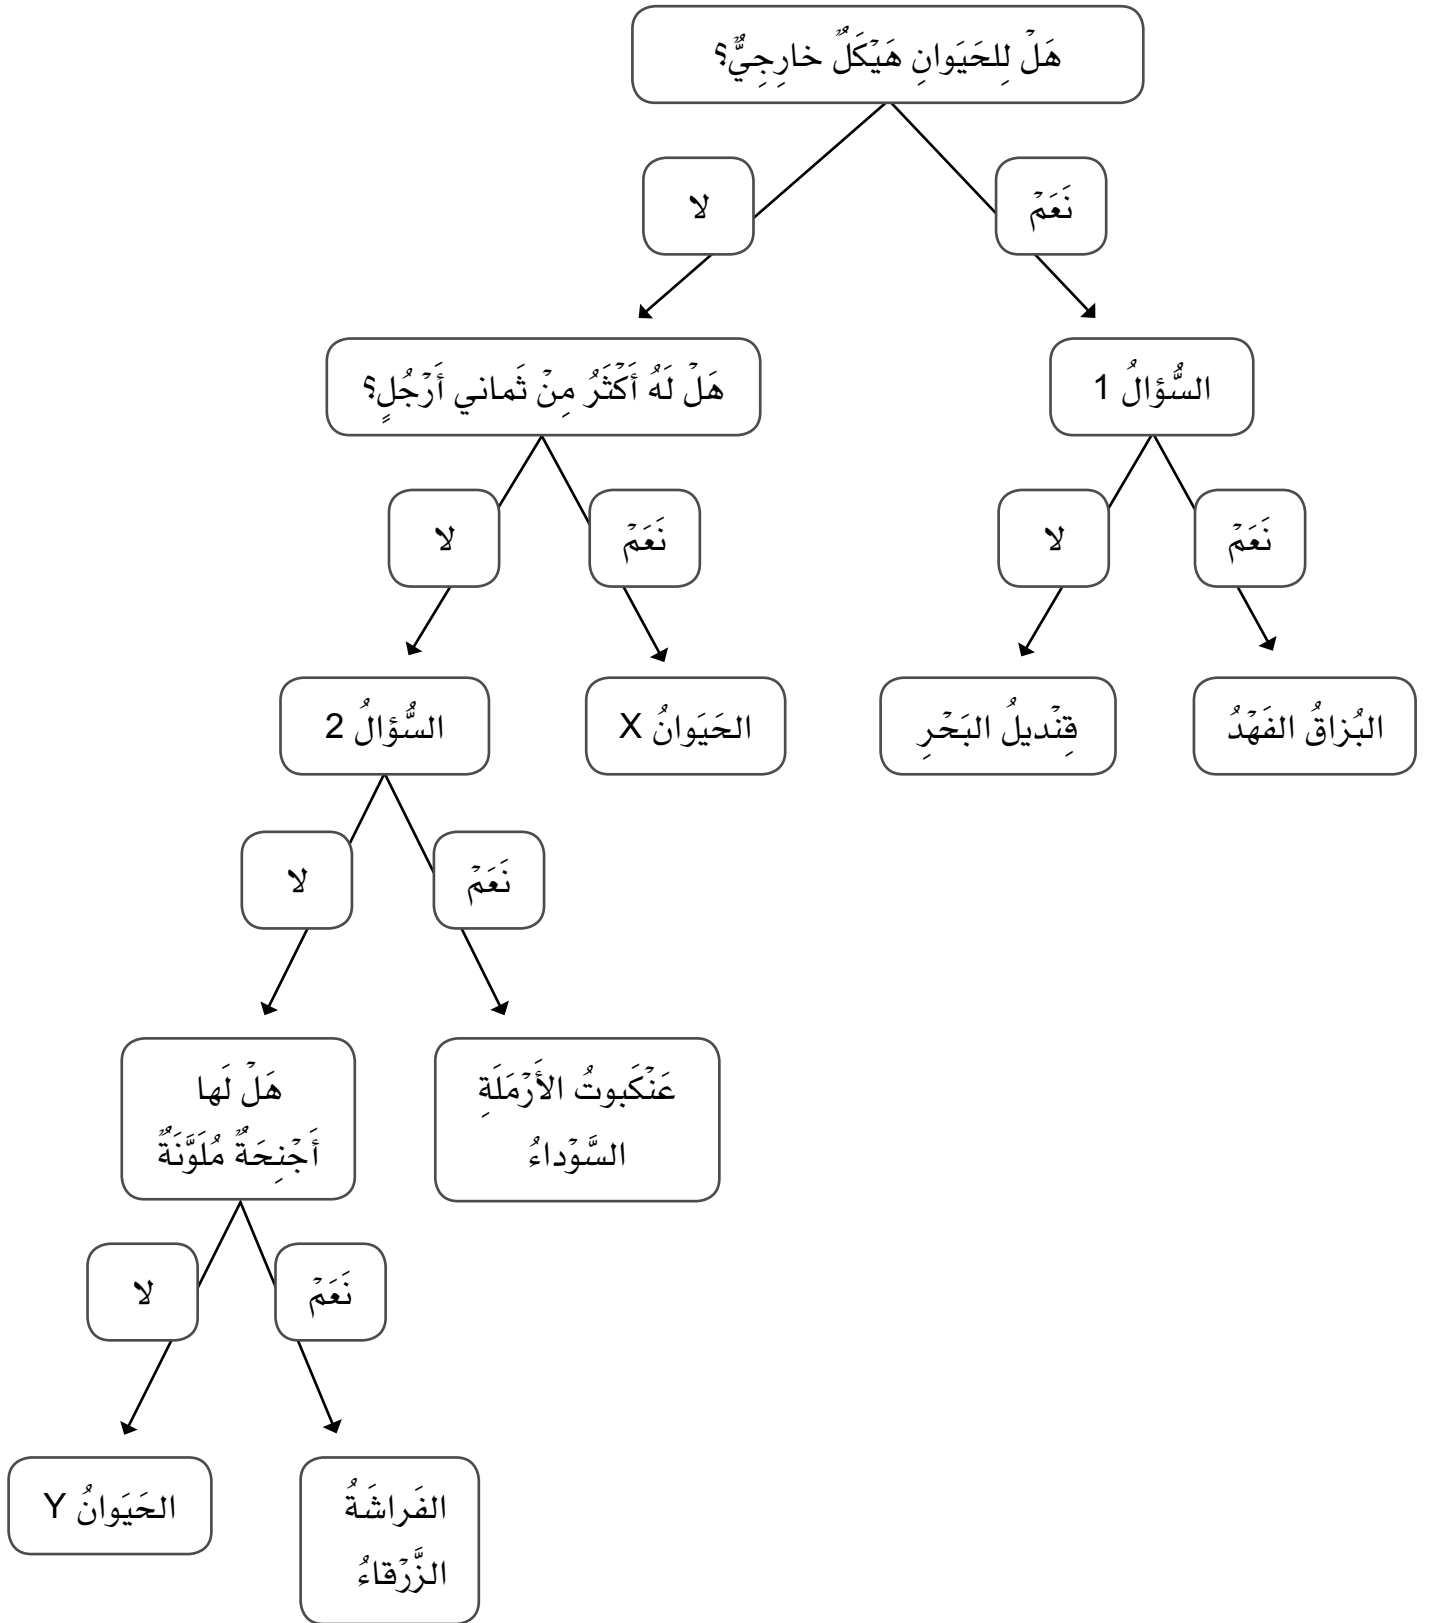 هَلْ لِلحَيَوانِ هَيْكَلٌ خارِجِيٌّ؟
نَعَمْ
لا
السُّؤالُ 1
هَلْ لَهُ أَكْثَرُ مِنْ ثَماني أَرْجُلٍ؟
نَعَمْ
لا
نَعَمْ
لا
البُزاقُ الفَهْدُ
قِنْديلُ البَحْرِ
الحَيَوانُ X
السُّؤالُ 2
نَعَمْ
لا
عَنْكَبوتُ الأَرْمَلَةِ
السَّوْداءُ
هَلْ لَها
أَجْنِحَةٌ مُلَوَّنَةٌ
نَعَمْ
لا
الفَراشَةُ
الزَّرْقاءُ
الحَيَوانُ Y